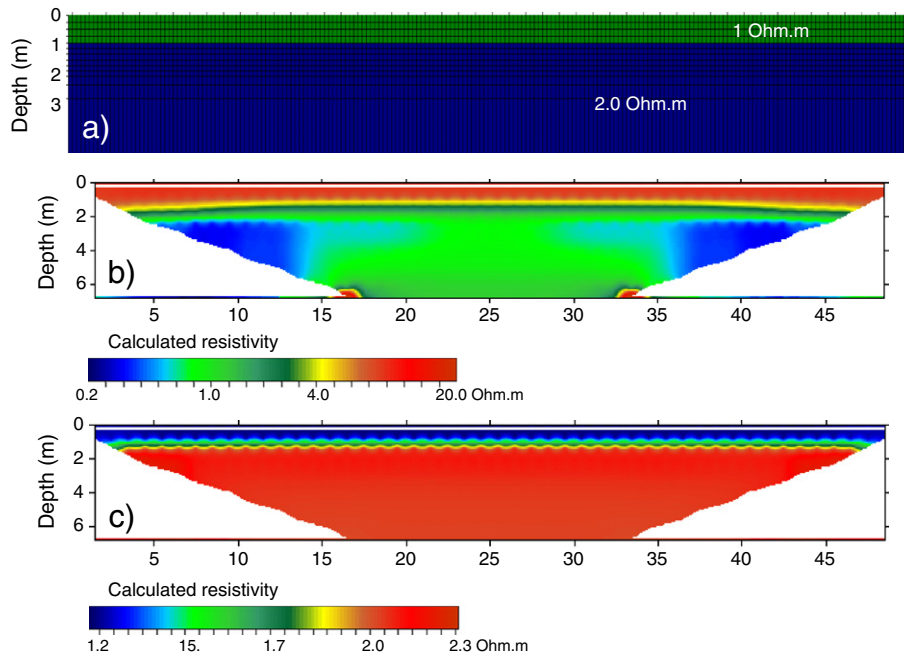 0
1
2
3
Depth (m)
1 Ohm.m
2.0 Ohm.m
a)
0
2
4
6
Depth (m)
b)
5 10 15 20 25 30 35 40 45
Calculated resistivity
0.2 1.0 4.0 20.0 Ohm.m
0
2
4
6
Depth (m)
c)
5 10 15 20 25 30 35 40 45
Calculated resistivity
1.2 15. 1.7 2.0 2.3 Ohm.m